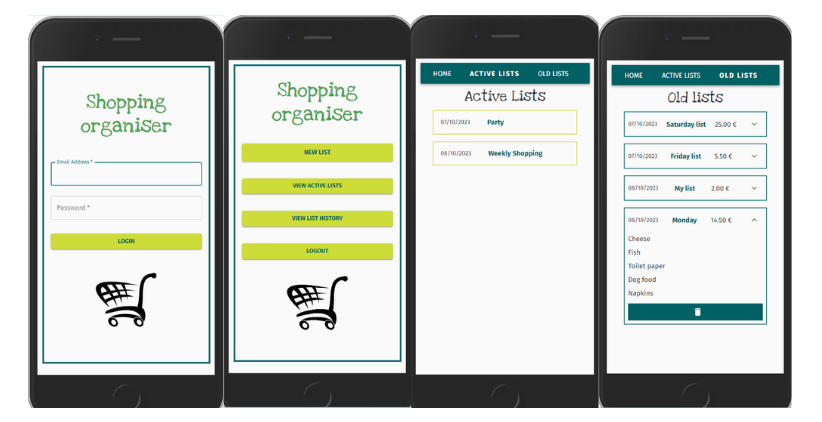 Shopping
organiser
Email Address *
Password *
LOGIN
Shopping
organiser
NEW LIST
VIEW ACTIVE LISTS
VIEW LIST HISTORY
LOGOUT
HOME ACTIVE LISTS OLD LISTS
Active Lists
07/10/2023 Party
08/10/2023 Weekly Shopping
HOME ACTIVE LISTS OLD LISTS
Old lists
07/10/2023 Saturday list 25.00 €
07/10/2023 Friday list 5.50 €
08/10/2023 My list 2.00 €
08/10/2023 Monday 14.50 €
Cheese
Fish
Toilet paper
Dog food
Napkins